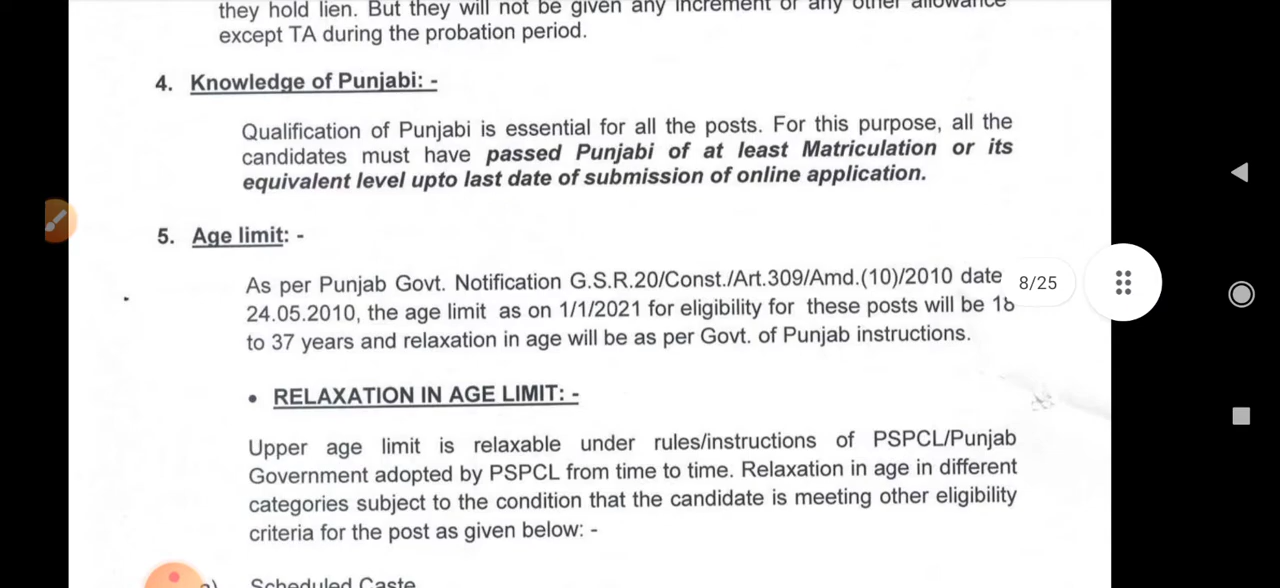 they hold lien. But they will not be given any increment or any other allowance
except TA during the probation period.
4. Knowledge of Punjabi: -
Qualification of Punjabi is essential for all the posts. For this purpose, all the
candidates must have passed Punjabi of at least Matriculation or its
equivalent level upto last date of submission of online application.
5. Age limit: -
As per Punjab Govt. Notification G.S.R.20/Const./Art.309/Amd.(10)/2010 date
24.05.2010, the age limit as on 1/1/2021 for eligibility for these posts will be 18
to 37 years and relaxation in age will be as per Govt. of Punjab instructions.
8/25
• RELAXATION IN AGE LIMIT: -
Upper age limit is relaxable under rules/instructions of PSPCL/Punjab
Government adopted by PSPCL from time to time. Relaxation in age in different
categories subject to the condition that the candidate is meeting other eligibility
criteria for the post as given below: -
Scheduled Caste